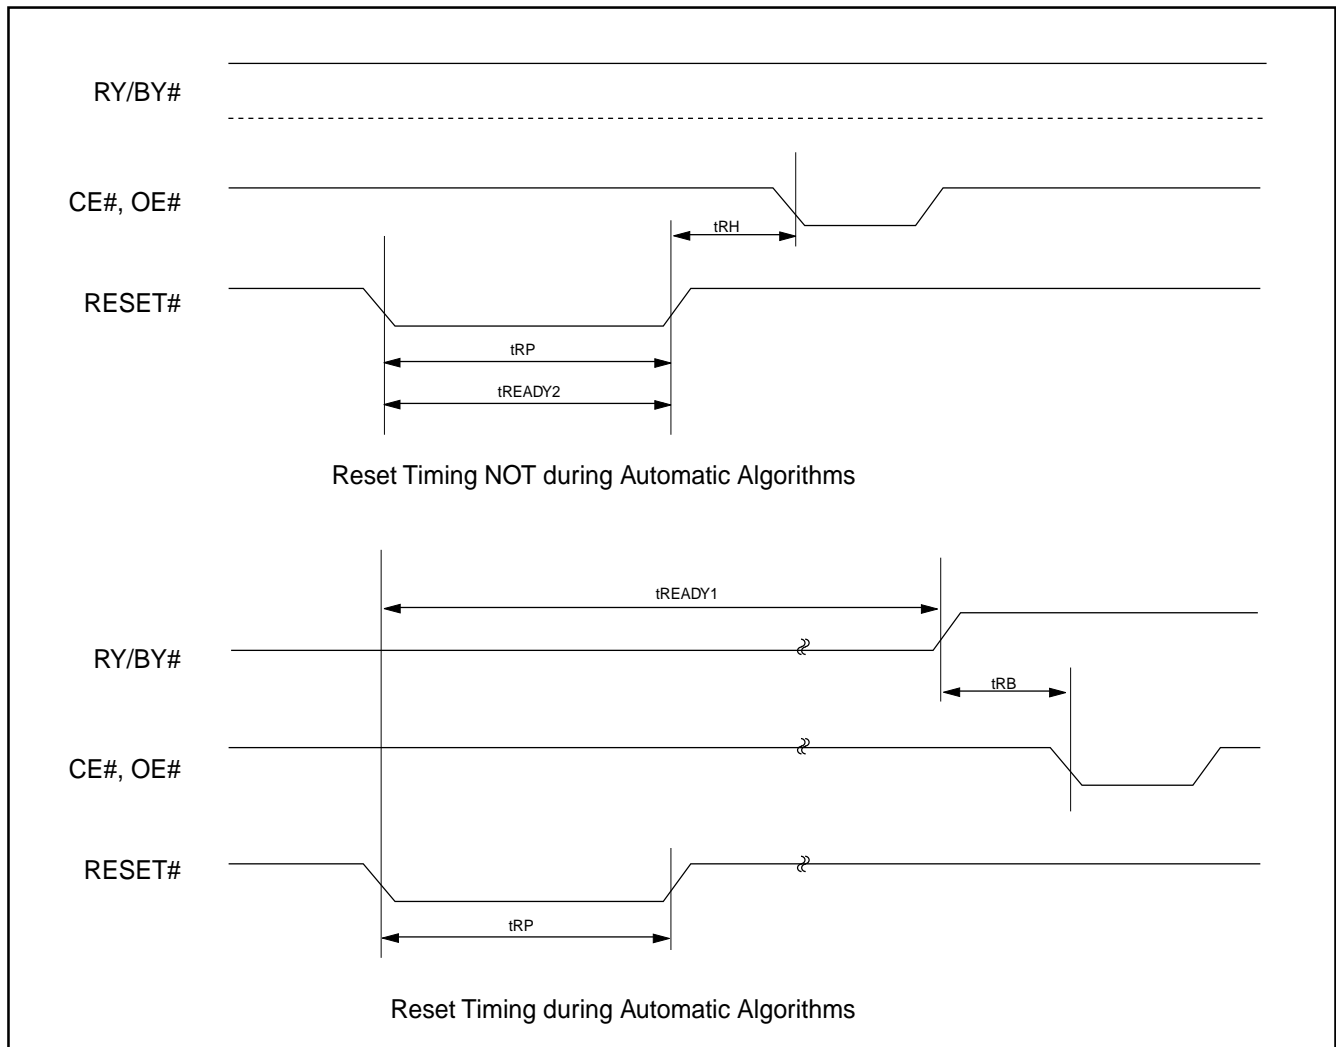 RY/BY#
CE#, OE#
tRH
RESET#
tRP
tREADY2
Reset Timing NOT during Automatic Algorithms
tREADY1
RY/BY#
tRB
CE#, OE#
RESET#
tRP
Reset Timing during Automatic Algorithms